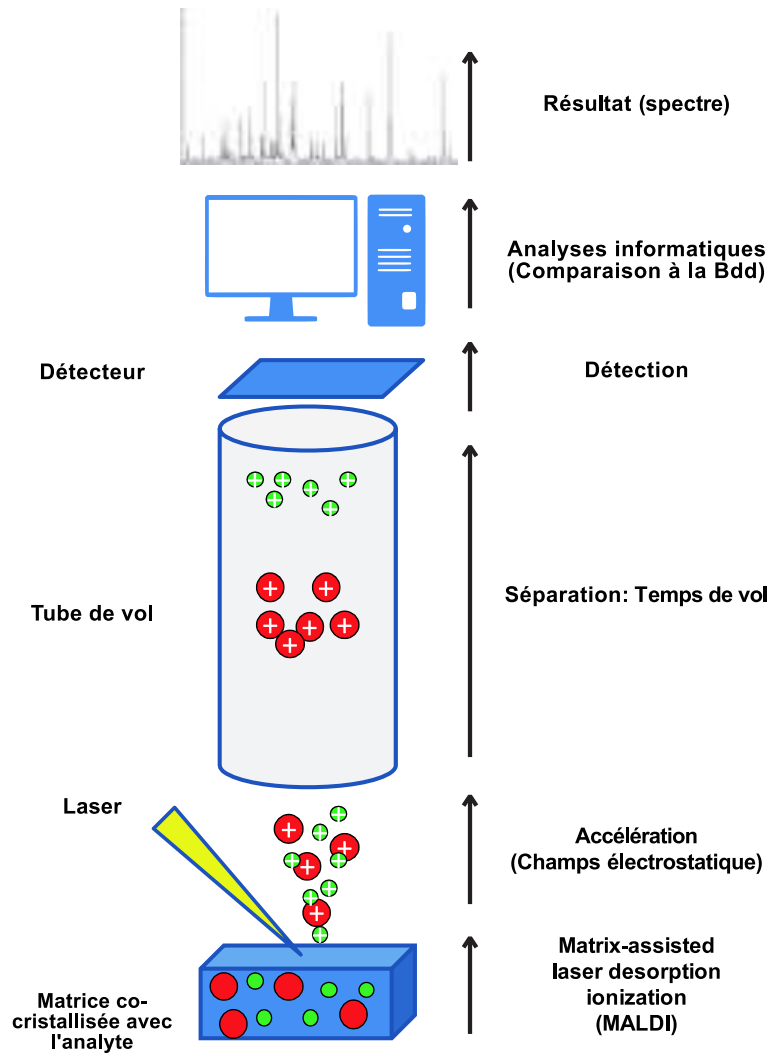 Résultat (spectre)
Analyses informatiques
(Comparaison à la Bdd)
Détecteur
Détection
Tube de vol
Séparation: Temps de vol
Laser
Accélération
(Champs électrostatique)
Matrix-assisted
laser desorption
ionization
(MALDI)
Matrice co-
cristallisée avec
l'analyte